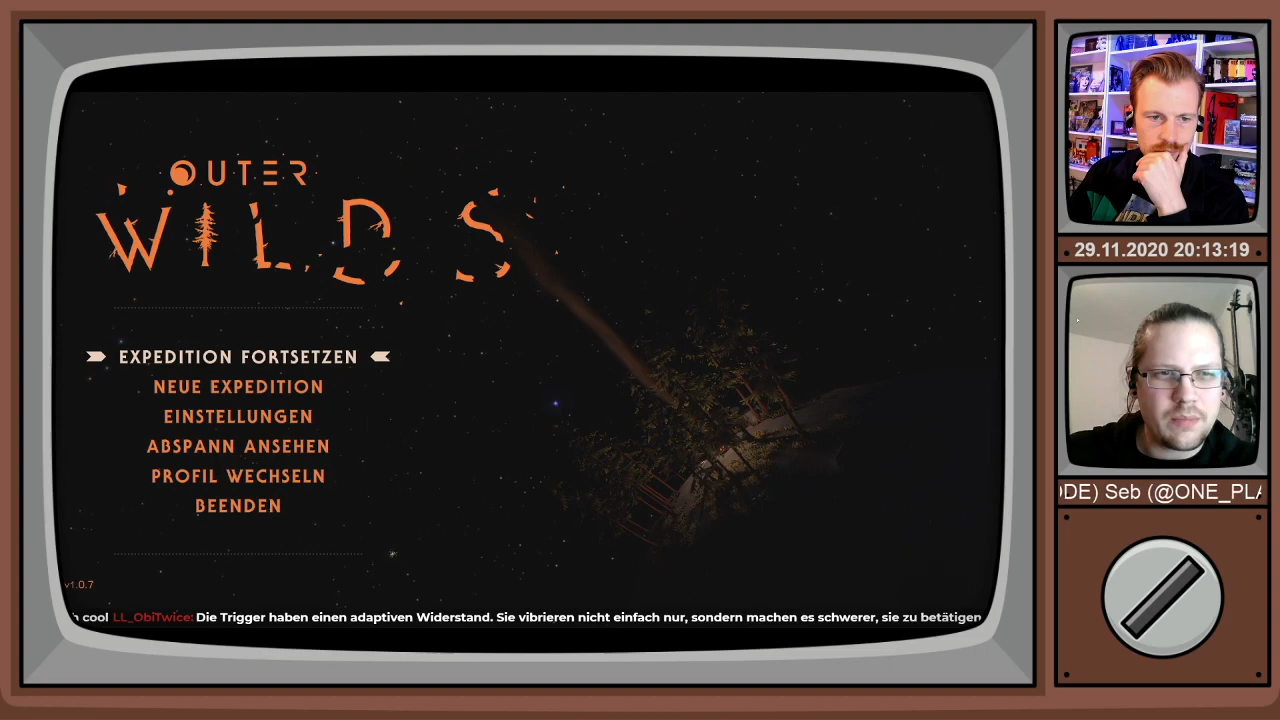 OUTER
WILDS
EXPEDITION FORTSETZEN
NEUE EXPEDITION
EINSTELLUNGEN
ABSPANN ANSEHEN
PROFIL WECHSELN
BEENDEN
v1.0.7
cool LL_ObiTwice: Die Trigger haben einen adaptiven Widerstand. Sie vibrieren nicht einfach nur, sondern machen es schwerer, sie zu betätigen
29.11.2020 20:13:19
ODE) Seb (@ONE_PLA